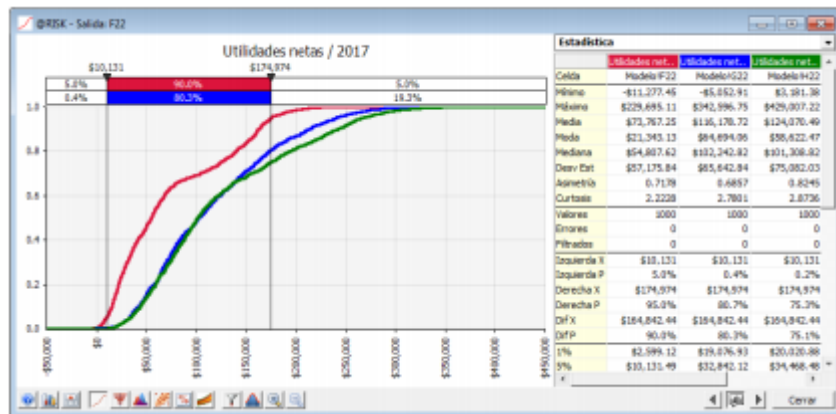 @RISK - Salida: F22
Utilidades netas / 2017
$10,131 $174,974
5.0% 90.0% 5.0%
0.4% 80.3% 19.3%
1.0
0.8
0.6
0.4
0.2
0.0
-$50,000 $0 $50,000 $100,000 $150,000 $200,000 $250,000 $300,000 $350,000 $400,000 $450,000
Estadística
Utilidades net... Utilidades net... Utilidades net...
Celda Modelo!F22 Modelo!G22 Modelo!H22
Mínimo -$11,277.45 -$5,052.91 $3,181.38
Máximo $229,695.11 $342,596.75 $429,007.22
Media $73,767.25 $116,178.72 $124,070.49
Moda $21,343.13 $64,694.06 $58,622.47
Mediana $54,807.62 $102,242.82 $101,308.82
Desv Est $57,175.84 $65,642.84 $75,082.03
Asimetría 0.7178 0.6857 0.8245
Curtosis 2.2228 2.7801 2.8736
Valores 1000 1000 1000
Errores 0 0 0
Filtrados 0 0 0
Izquierda X $10,131 $10,131 $10,131
Izquierda P 5.0% 0.4% 0.2%
Derecha X $174,974 $174,974 $174,974
Derecha P 95.0% 80.7% 75.3%
Dif X $164,842.44 $164,842.44 $164,842.44
Dif P 90.0% 80.3% 75.1%
1% $2,599.12 $19,076.93 $20,020.88
5% $10,131.49 $32,842.12 $34,468.48
Cerrar